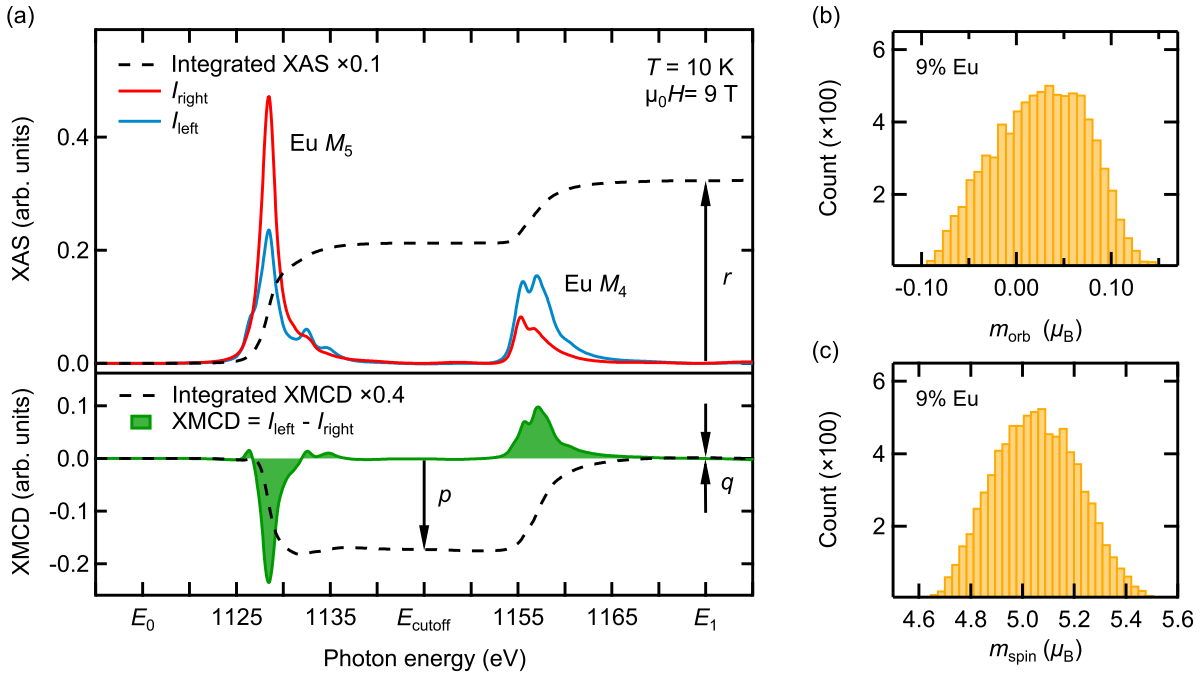 (a)
Integrated XAS ×0.1
I_right
I_left
T = 10 K
μ₀H= 9 T
Eu M₅
Eu M₄
r
0.4
0.2
0.0
XAS (arb. units)
Integrated XMCD ×0.4
XMCD = I_left - I_right
p
q
0.1
0.0
-0.1
-0.2
XMCD (arb. units)
E₀ 1125 1135 E_cutoff 1155 1165 E₁
Photon energy (eV)
(b)
9% Eu
6
4
2
Count (×100)
-0.10 0.00 0.10
m_orb (μ_B)
(c)
9% Eu
6
4
2
Count (×100)
4.6 4.8 5.0 5.2 5.4 5.6
m_spin (μ_B)